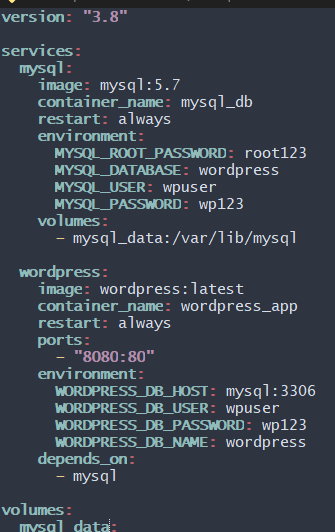 version: "3.8"

services:
  mysql:
    image: mysql:5.7
    container_name: mysql_db
    restart: always
    environment:
      MYSQL_ROOT_PASSWORD: root123
      MYSQL_DATABASE: wordpress
      MYSQL_USER: wpuser
      MYSQL_PASSWORD: wp123
    volumes:
      - mysql_data:/var/lib/mysql

  wordpress:
    image: wordpress:latest
    container_name: wordpress_app
    restart: always
    ports:
      - "8080:80"
    environment:
      WORDPRESS_DB_HOST: mysql:3306
      WORDPRESS_DB_USER: wpuser
      WORDPRESS_DB_PASSWORD: wp123
      WORDPRESS_DB_NAME: wordpress
    depends_on:
      - mysql

volumes:
  mysql_data: